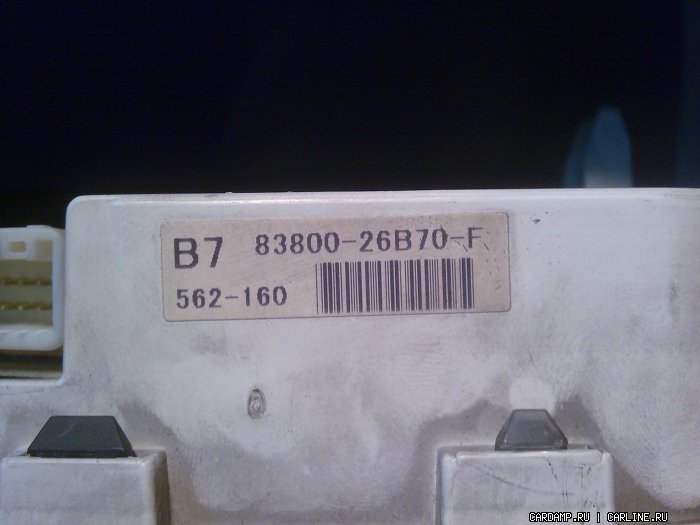 B7 83800-26B70-F
562-160
CARDAMP.RU | CARLINE.RU